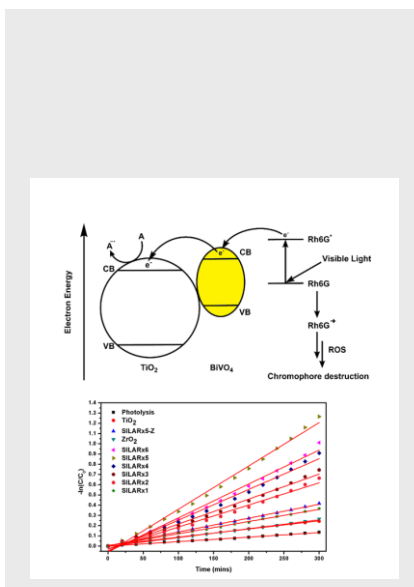 e-
Rh6G*
A
A·-
e-
CB
CB
e-
Visible Light
Rh6G
Electron Energy
VB
Rh6G
VB
ROS
TiO2
BiVO4
Chromophore destruction
1.4
1.3
1.2
1.1
1.0
0.9
0.8
0.7
0.6
0.5
0.4
0.3
0.2
0.1
0.0
-ln(C/C0)
Photolysis
TiO2
SILARx5-Z
ZrO2
SILARx6
SILARx5
SILARx4
SILARx3
SILARx2
SILARx1
0 50 100 150 200 250 300
Time (mins)